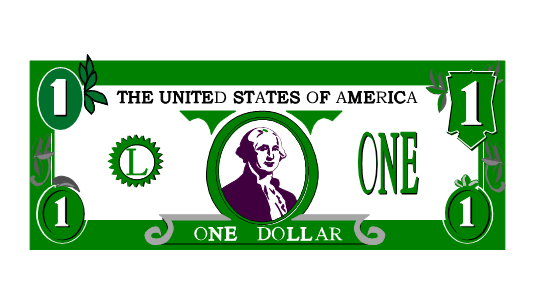 1
THE UNITED STATES OF AMERICA
1
L
ONE
1
ONE DOLLAR
1